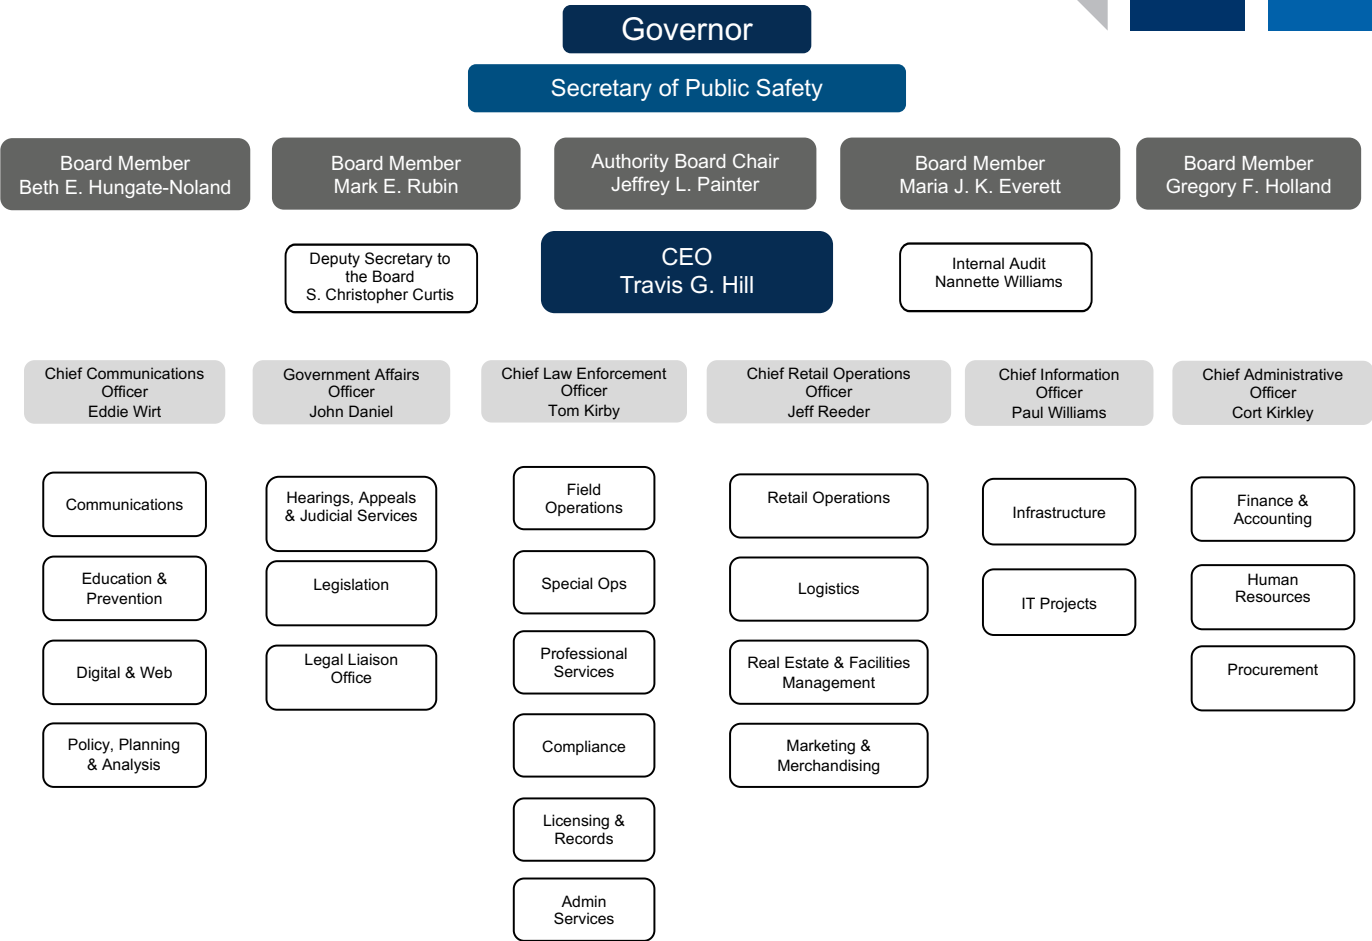 Governor
Secretary of Public Safety
Board Member
Beth E. Hungate-Noland
Board Member
Mark E. Rubin
Authority Board Chair
Jeffrey L. Painter
Board Member
Maria J. K. Everett
Board Member
Gregory F. Holland
Deputy Secretary to
the Board
S. Christopher Curtis
CEO
Travis G. Hill
Internal Audit
Nannette Williams
Chief Communications
Officer
Eddie Wirt
Government Affairs
Officer
John Daniel
Chief Law Enforcement
Officer
Tom Kirby
Chief Retail Operations
Officer
Jeff Reeder
Chief Information
Officer
Paul Williams
Chief Administrative
Officer
Cort Kirkley
Communications
Education &
Prevention
Digital & Web
Policy, Planning
& Analysis
Hearings, Appeals
& Judicial Services
Legislation
Legal Liaison
Office
Field
Operations
Special Ops
Professional
Services
Compliance
Licensing &
Records
Admin
Services
Retail Operations
Logistics
Real Estate & Facilities
Management
Marketing &
Merchandising
Infrastructure
IT Projects
Finance &
Accounting
Human
Resources
Procurement